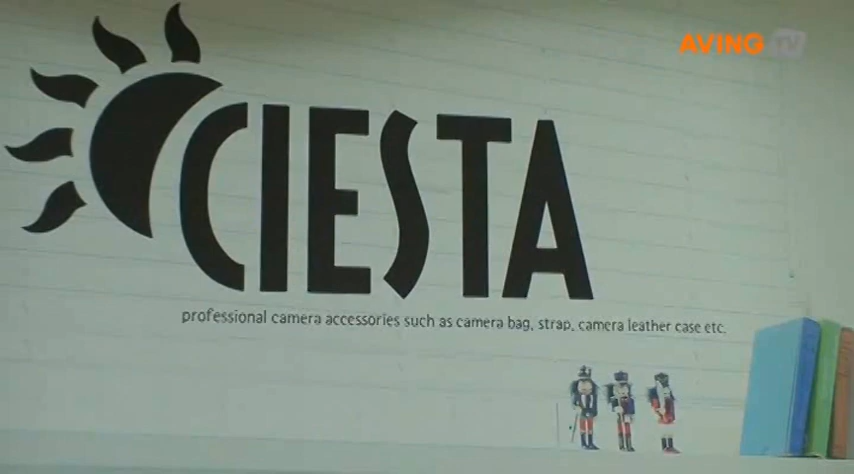 AVING TV
CIESTA
professional camera accessories such as camera bag, strap, camera leather case etc.